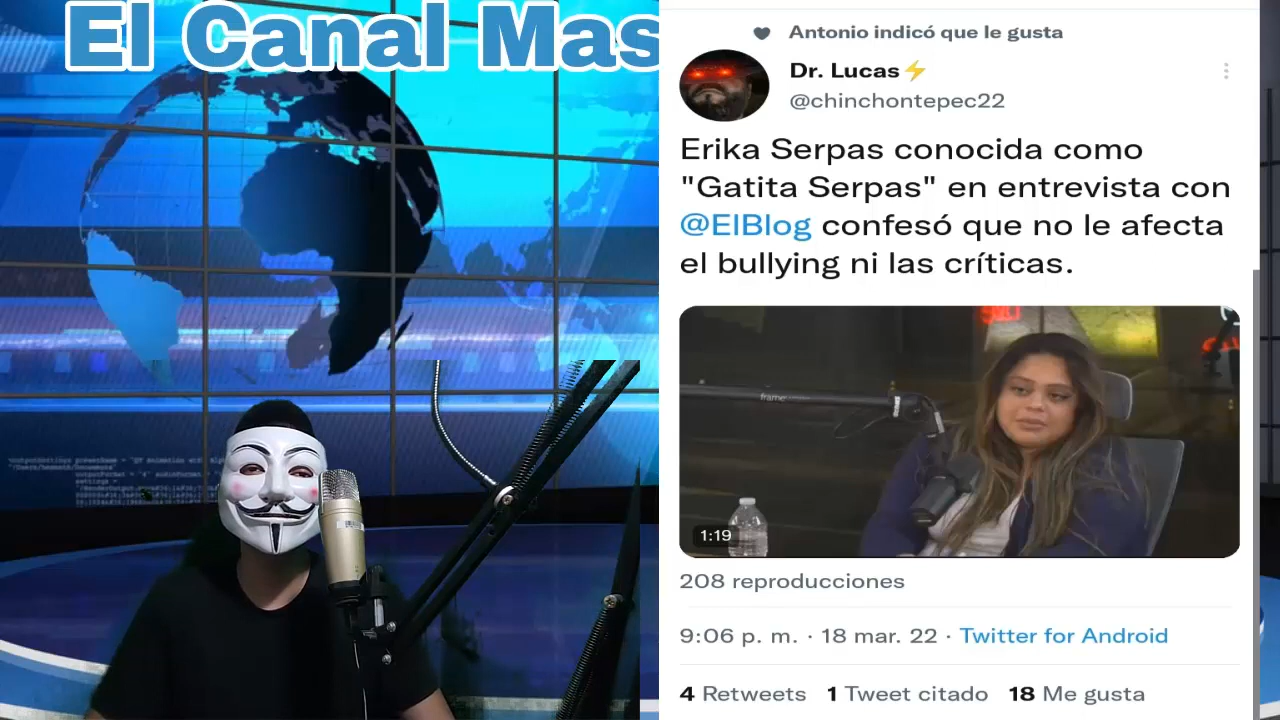 El Canal Mas
Antonio indicó que le gusta
Dr. Lucas⚡
@chinchontepec22
Erika Serpas conocida como
"Gatita Serpas" en entrevista con
@ElBlog confesó que no le afecta
el bullying ni las críticas.
frame
1:19
208 reproducciones
9:06 p. m. · 18 mar. 22 · Twitter for Android
4 Retweets 1 Tweet citado 18 Me gusta